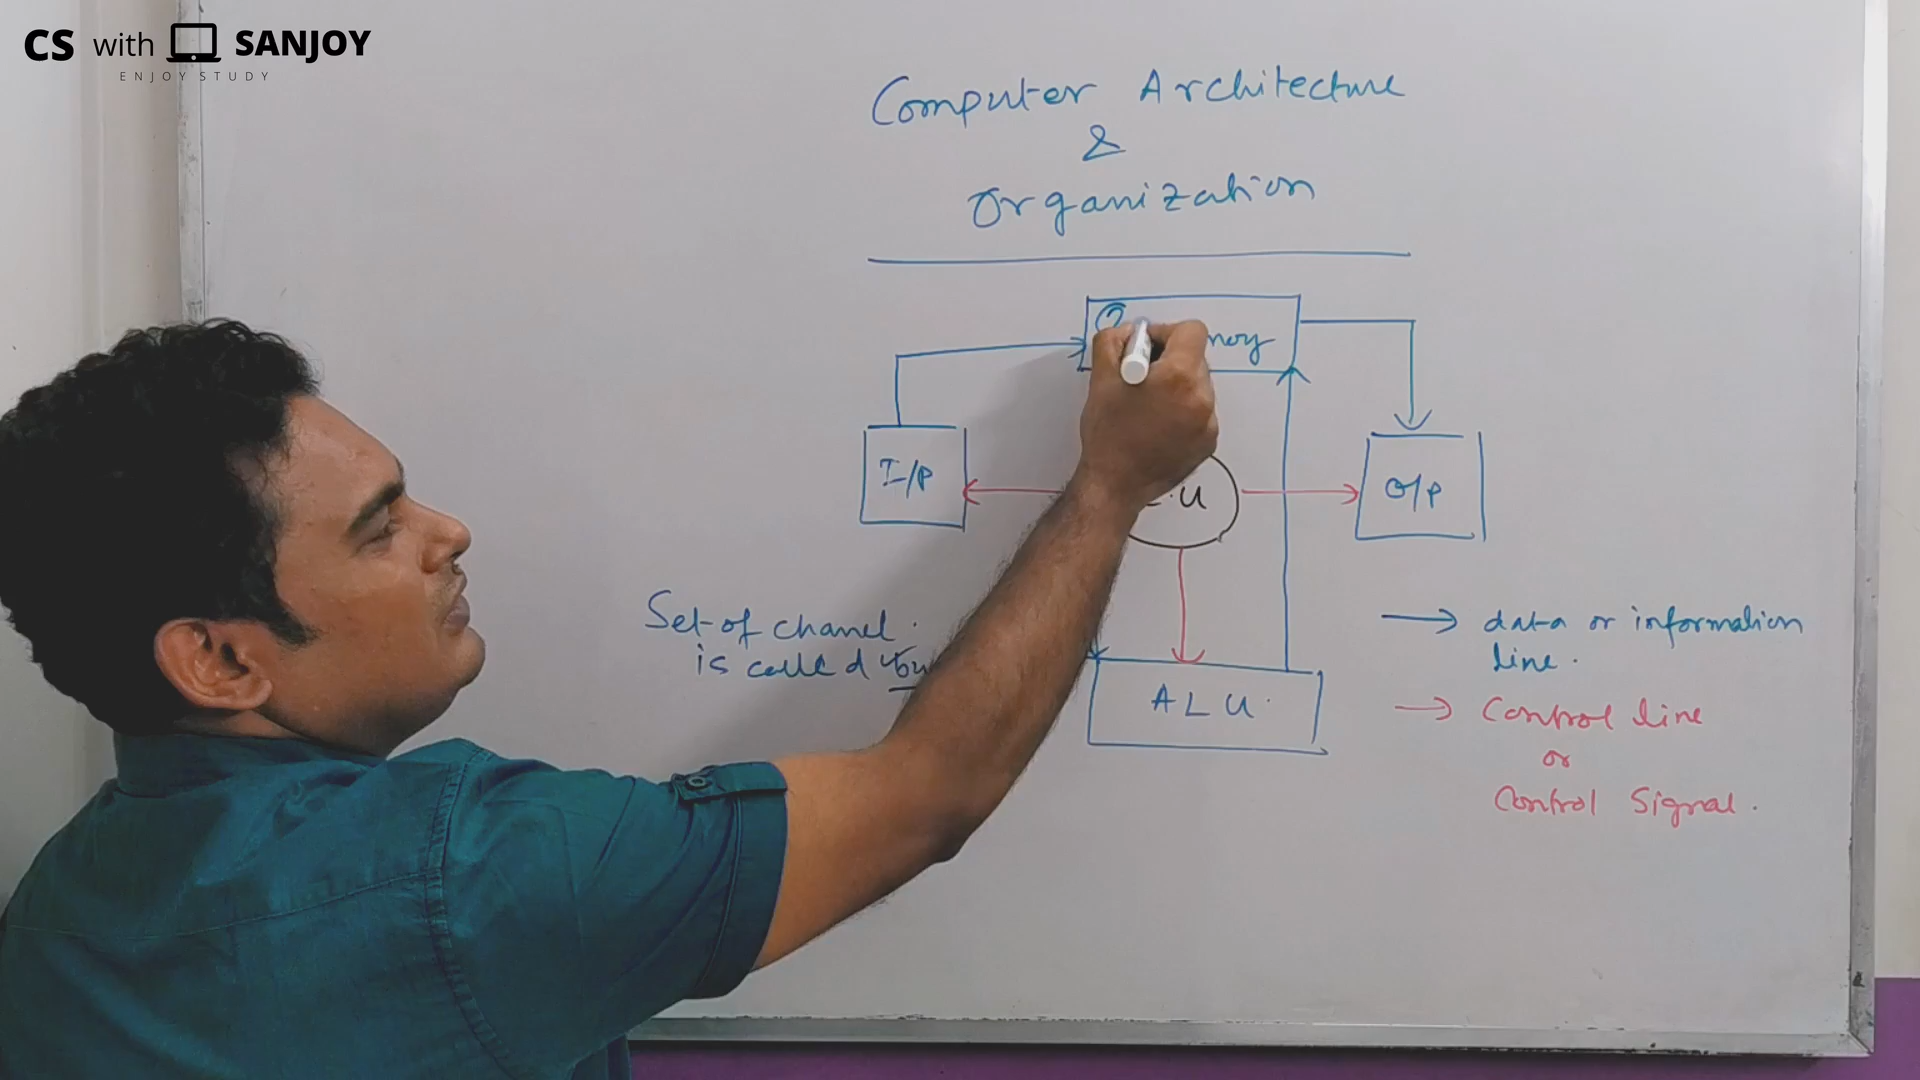 CS with SANJOY
ENJOY STUDY
Computer Architecture
&
Organization
I/P
U
O/P
Set of chanel.
is called
data or information
line.
ALU.
Control line
or
Control Signal.